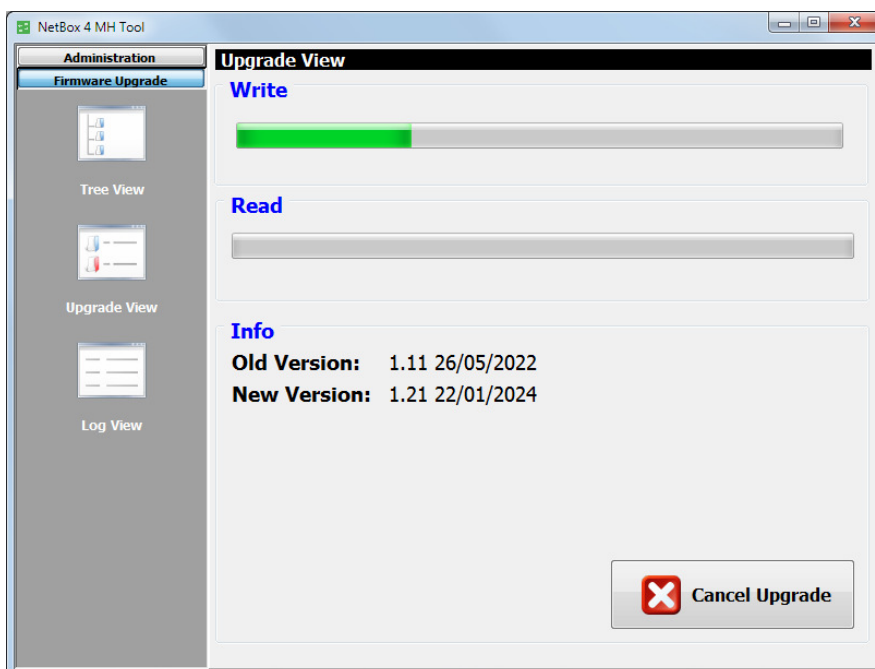 NetBox 4 MH Tool
Administration
Firmware Upgrade
Tree View
Upgrade View
Log View
Upgrade View
Write
Read
Info
Old Version: 1.11 26/05/2022
New Version: 1.21 22/01/2024
Cancel Upgrade